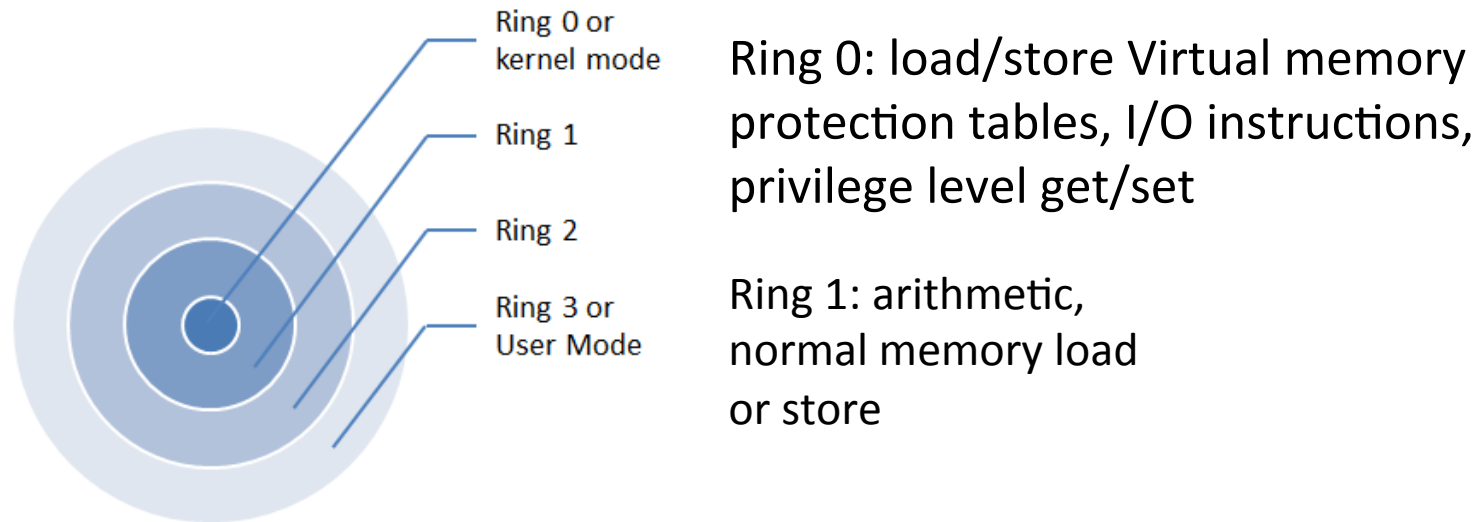 Ring 0 or
kernel mode
Ring 1
Ring 2
Ring 3 or
User Mode
Ring 0: load/store Virtual memory
protection tables, I/O instructions,
privilege level get/set
Ring 1: arithmetic,
normal memory load
or store